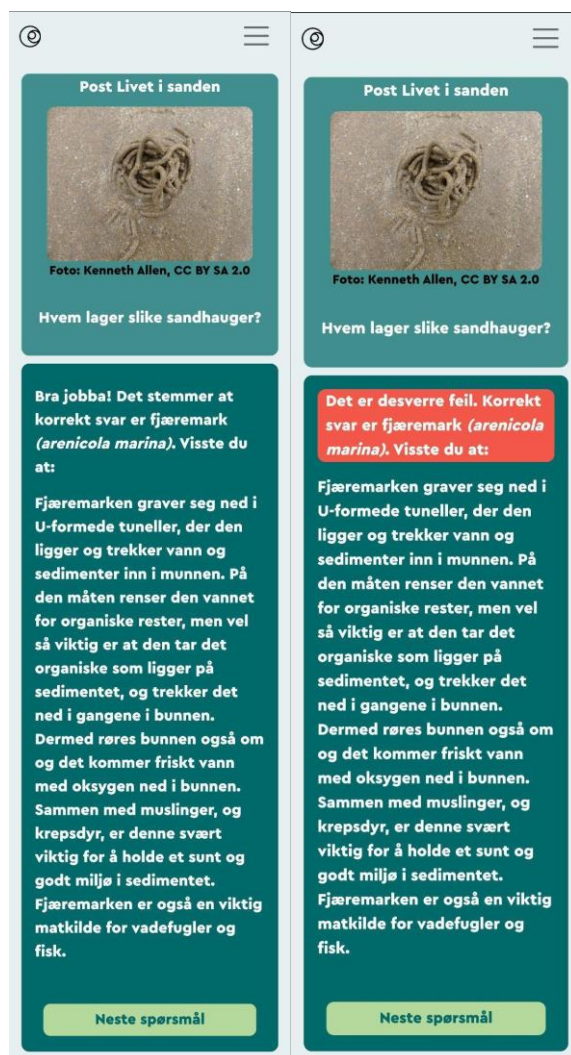 Post Livet i sanden
Foto: Kenneth Allen, CC BY SA 2.0
Hvem lager slike sandhauger?
Bra jobba! Det stemmer at
korrekt svar er fjæremark
(arenicola marina). Visste du
at:
Fjæremarken graver seg ned i
U-formede tuneller, der den
ligger og trekker vann og
sedimenter inn i munnen. På
den måten renser den vannet
for organiske rester, men vel
så viktig er at den tar det
organiske som ligger på
sedimentet, og trekker det
ned i gangene i bunnen.
Dermed røres bunnen også om
og det kommer friskt vann
med oksygen ned i bunnen.
Sammen med muslinger, og
krepsdyr, er denne svært
viktig for å holde et sunt og
godt miljø i sedimentet.
Fjæremarken er også en viktig
matkilde for vadefugler og
fisk.
Neste spørsmål
Post Livet i sanden
Foto: Kenneth Allen, CC BY SA 2.0
Hvem lager slike sandhauger?
Det er desverre feil. Korrekt
svar er fjæremark (arenicola
marina). Visste du at:
Fjæremarken graver seg ned i
U-formede tuneller, der den
ligger og trekker vann og
sedimenter inn i munnen. På
den måten renser den vannet
for organiske rester, men vel
så viktig er at den tar det
organiske som ligger på
sedimentet, og trekker det
ned i gangene i bunnen.
Dermed røres bunnen også om
og det kommer friskt vann
med oksygen ned i bunnen.
Sammen med muslinger, og
krepsdyr, er denne svært
viktig for å holde et sunt og
godt miljø i sedimentet.
Fjæremarken er også en viktig
matkilde for vadefugler og
fisk.
Neste spørsmål